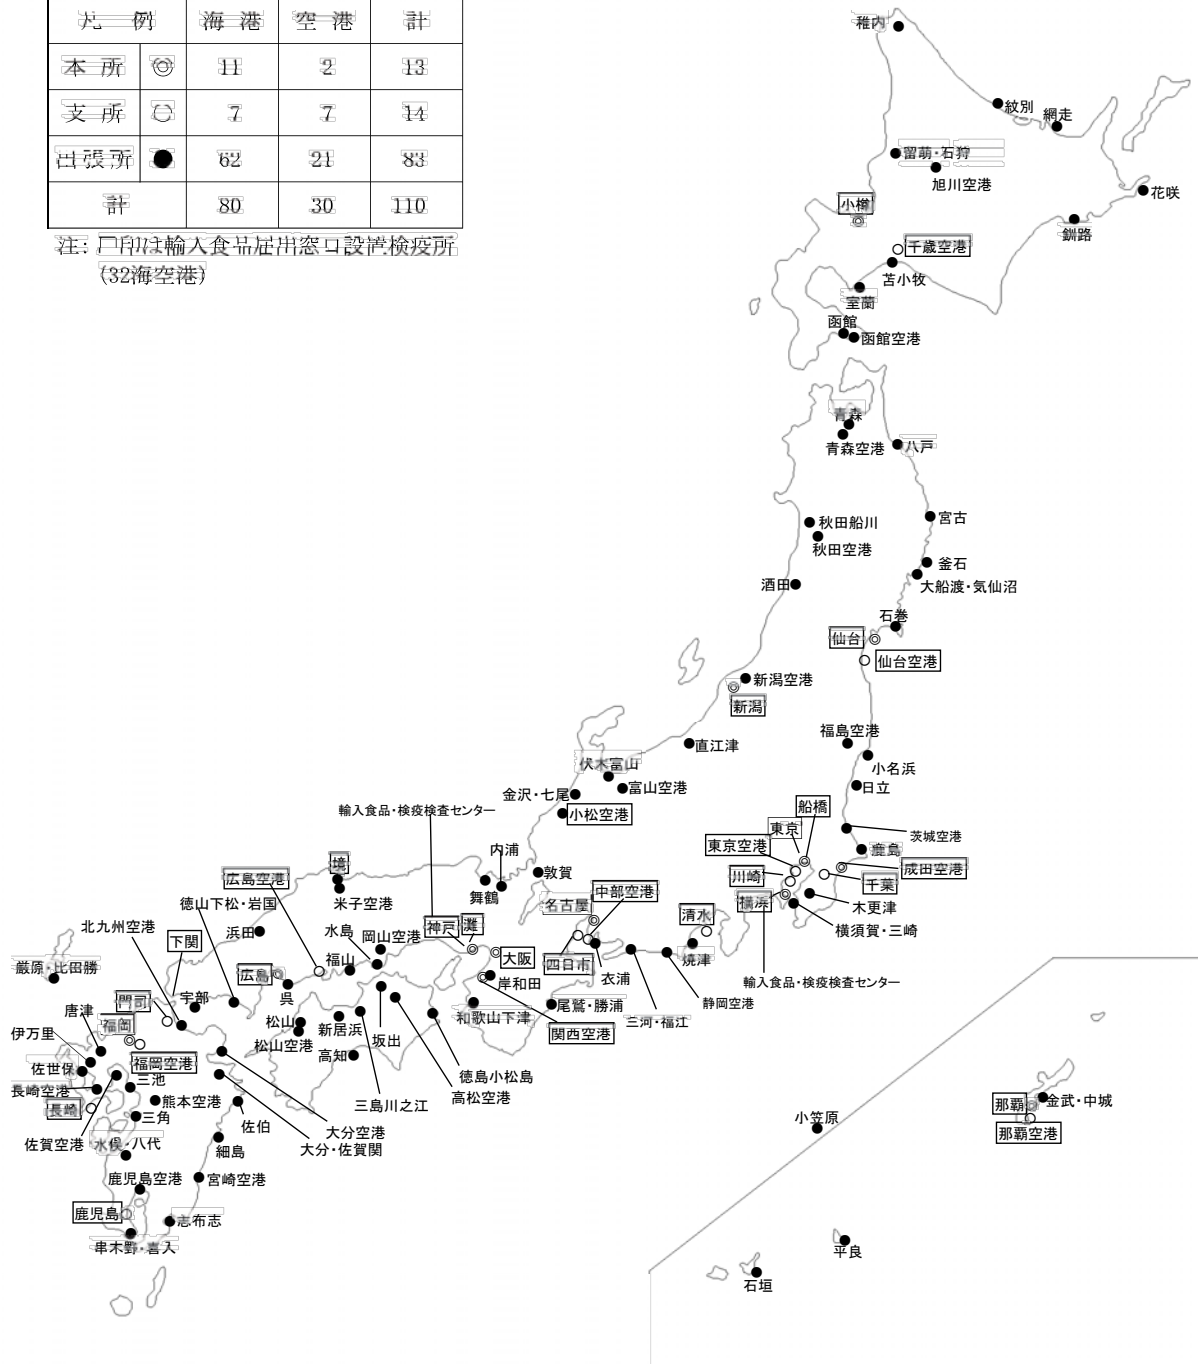 凡 例 海 港 空 港 計
本 所 ◎ 11 2 13
支 所 ○ 7 7 14
出張所 ● 62 21 83
計 80 30 110
注: □印は輸入食品届出窓口設置検疫所
(32海空港)
稚内
紋別
網走
留萌・石狩
旭川空港
花咲
小樽
釧路
千歳空港
苫小牧
室蘭
函館
函館空港
青森
青森空港
八戸
宮古
秋田船川
秋田空港
釜石
大船渡・気仙沼
酒田
石巻
仙台
仙台空港
新潟空港
新潟
福島空港
直江津
小名浜
伏木富山
富山空港
日立
金沢・七尾
小松空港
船橋
輸入食品・検疫検査センター
東京
茨城空港
東京空港
鹿島
内浦
境
敦賀
川崎
成田空港
広島空港
舞鶴
中部空港
千葉
米子空港
名古屋
横浜
木更津
徳山下松・岩国
清水
北九州空港
浜田
水島
岡山空港
神戸
灘
横須賀・三崎
下関
福山
大阪
四日市
焼津
厳原・比田勝
広島
呉
岸和田
衣浦
輸入食品・検疫検査センター
門司
宇部
和歌山下津
尾鷲・勝浦
静岡空港
唐津
福岡
松山
新居浜
三河・福江
伊万里
松山空港
坂出
関西空港
福岡空港
高知
佐世保
三池
徳島小松島
長崎空港
高松空港
長崎
熊本空港
三島川之江
三角
佐伯
大分空港
佐賀空港
水俣・八代
細島
大分・佐賀関
鹿児島空港
宮崎空港
鹿児島
志布志
串木野・喜入
小笠原
那覇
金武・中城
那覇空港
平良
石垣